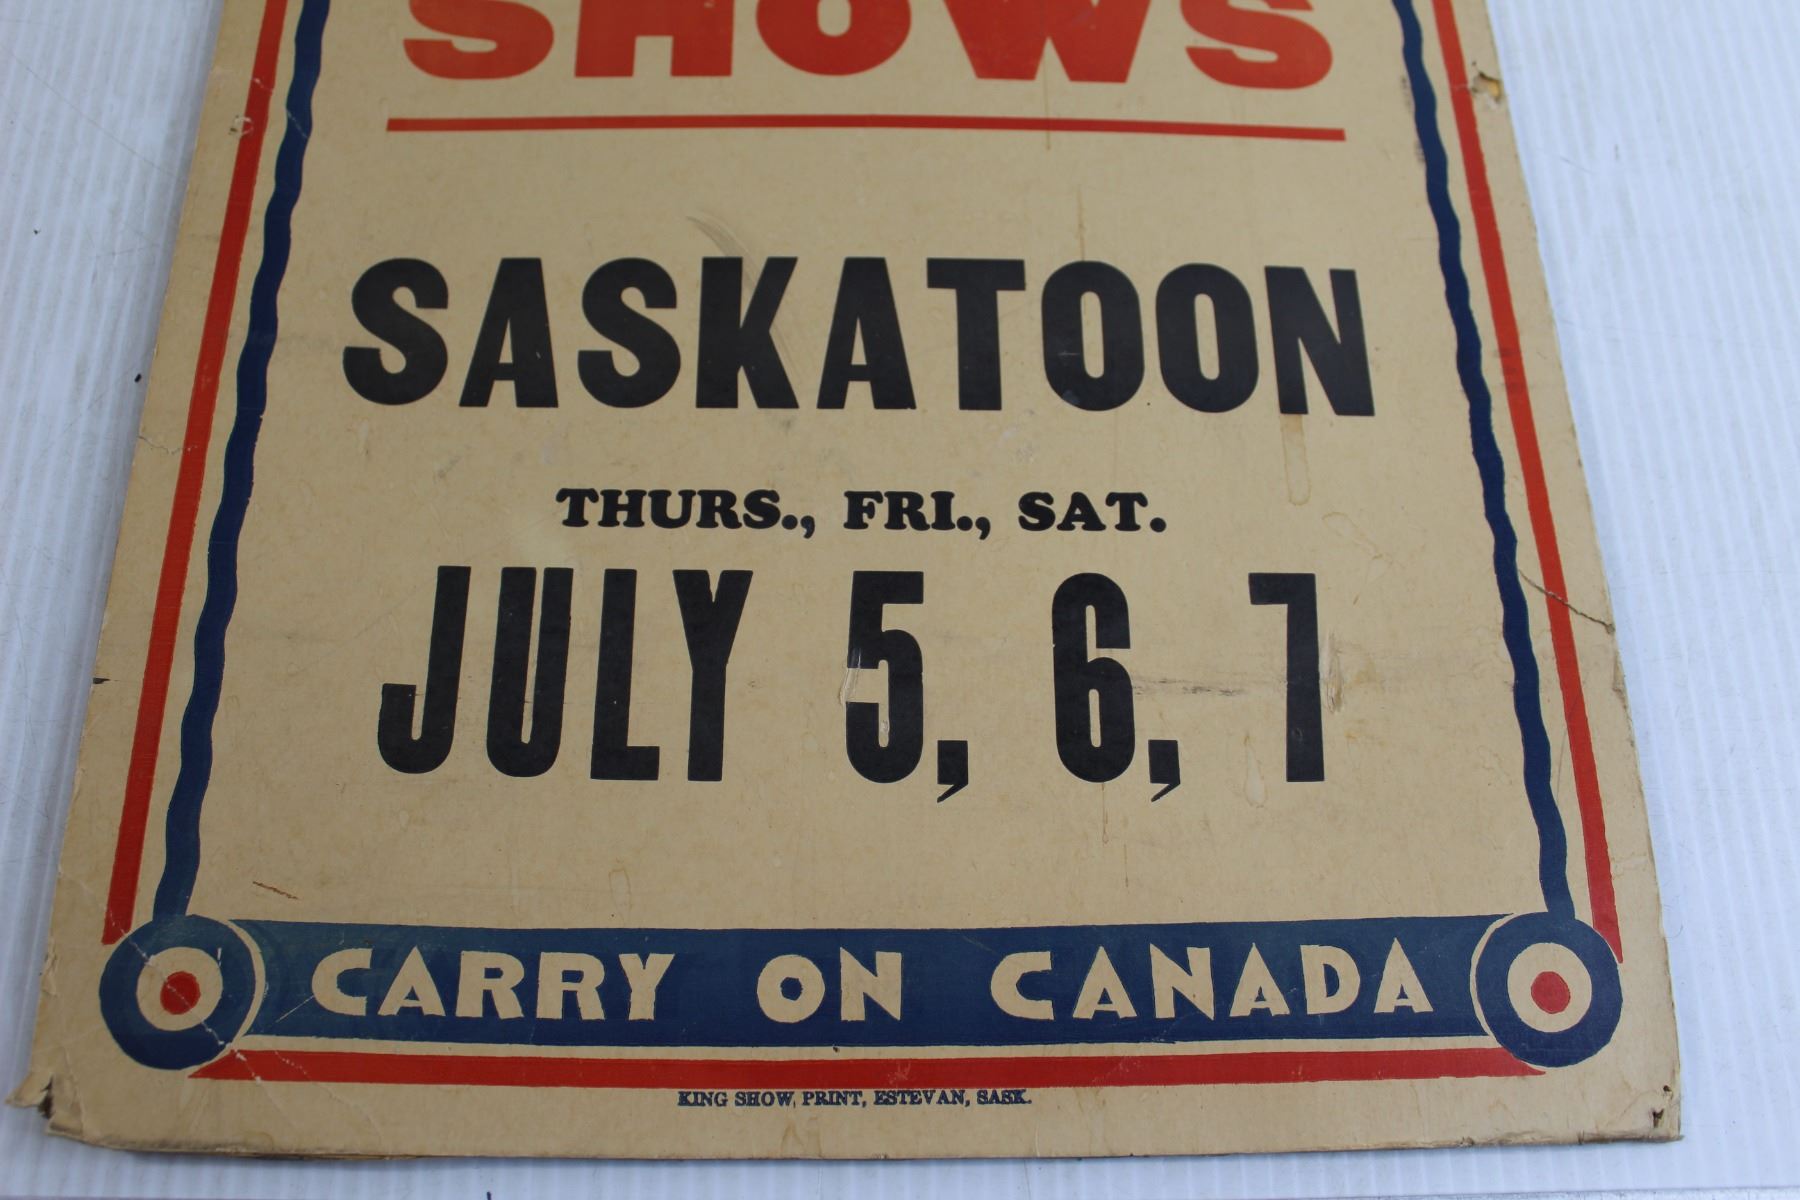 SHOWS
SASKATOON
THURS., FRI., SAT.
JULY 5, 6, 7
CARRY ON CANADA
KING SHOW, PRINT, ESTEVAN, SASK.